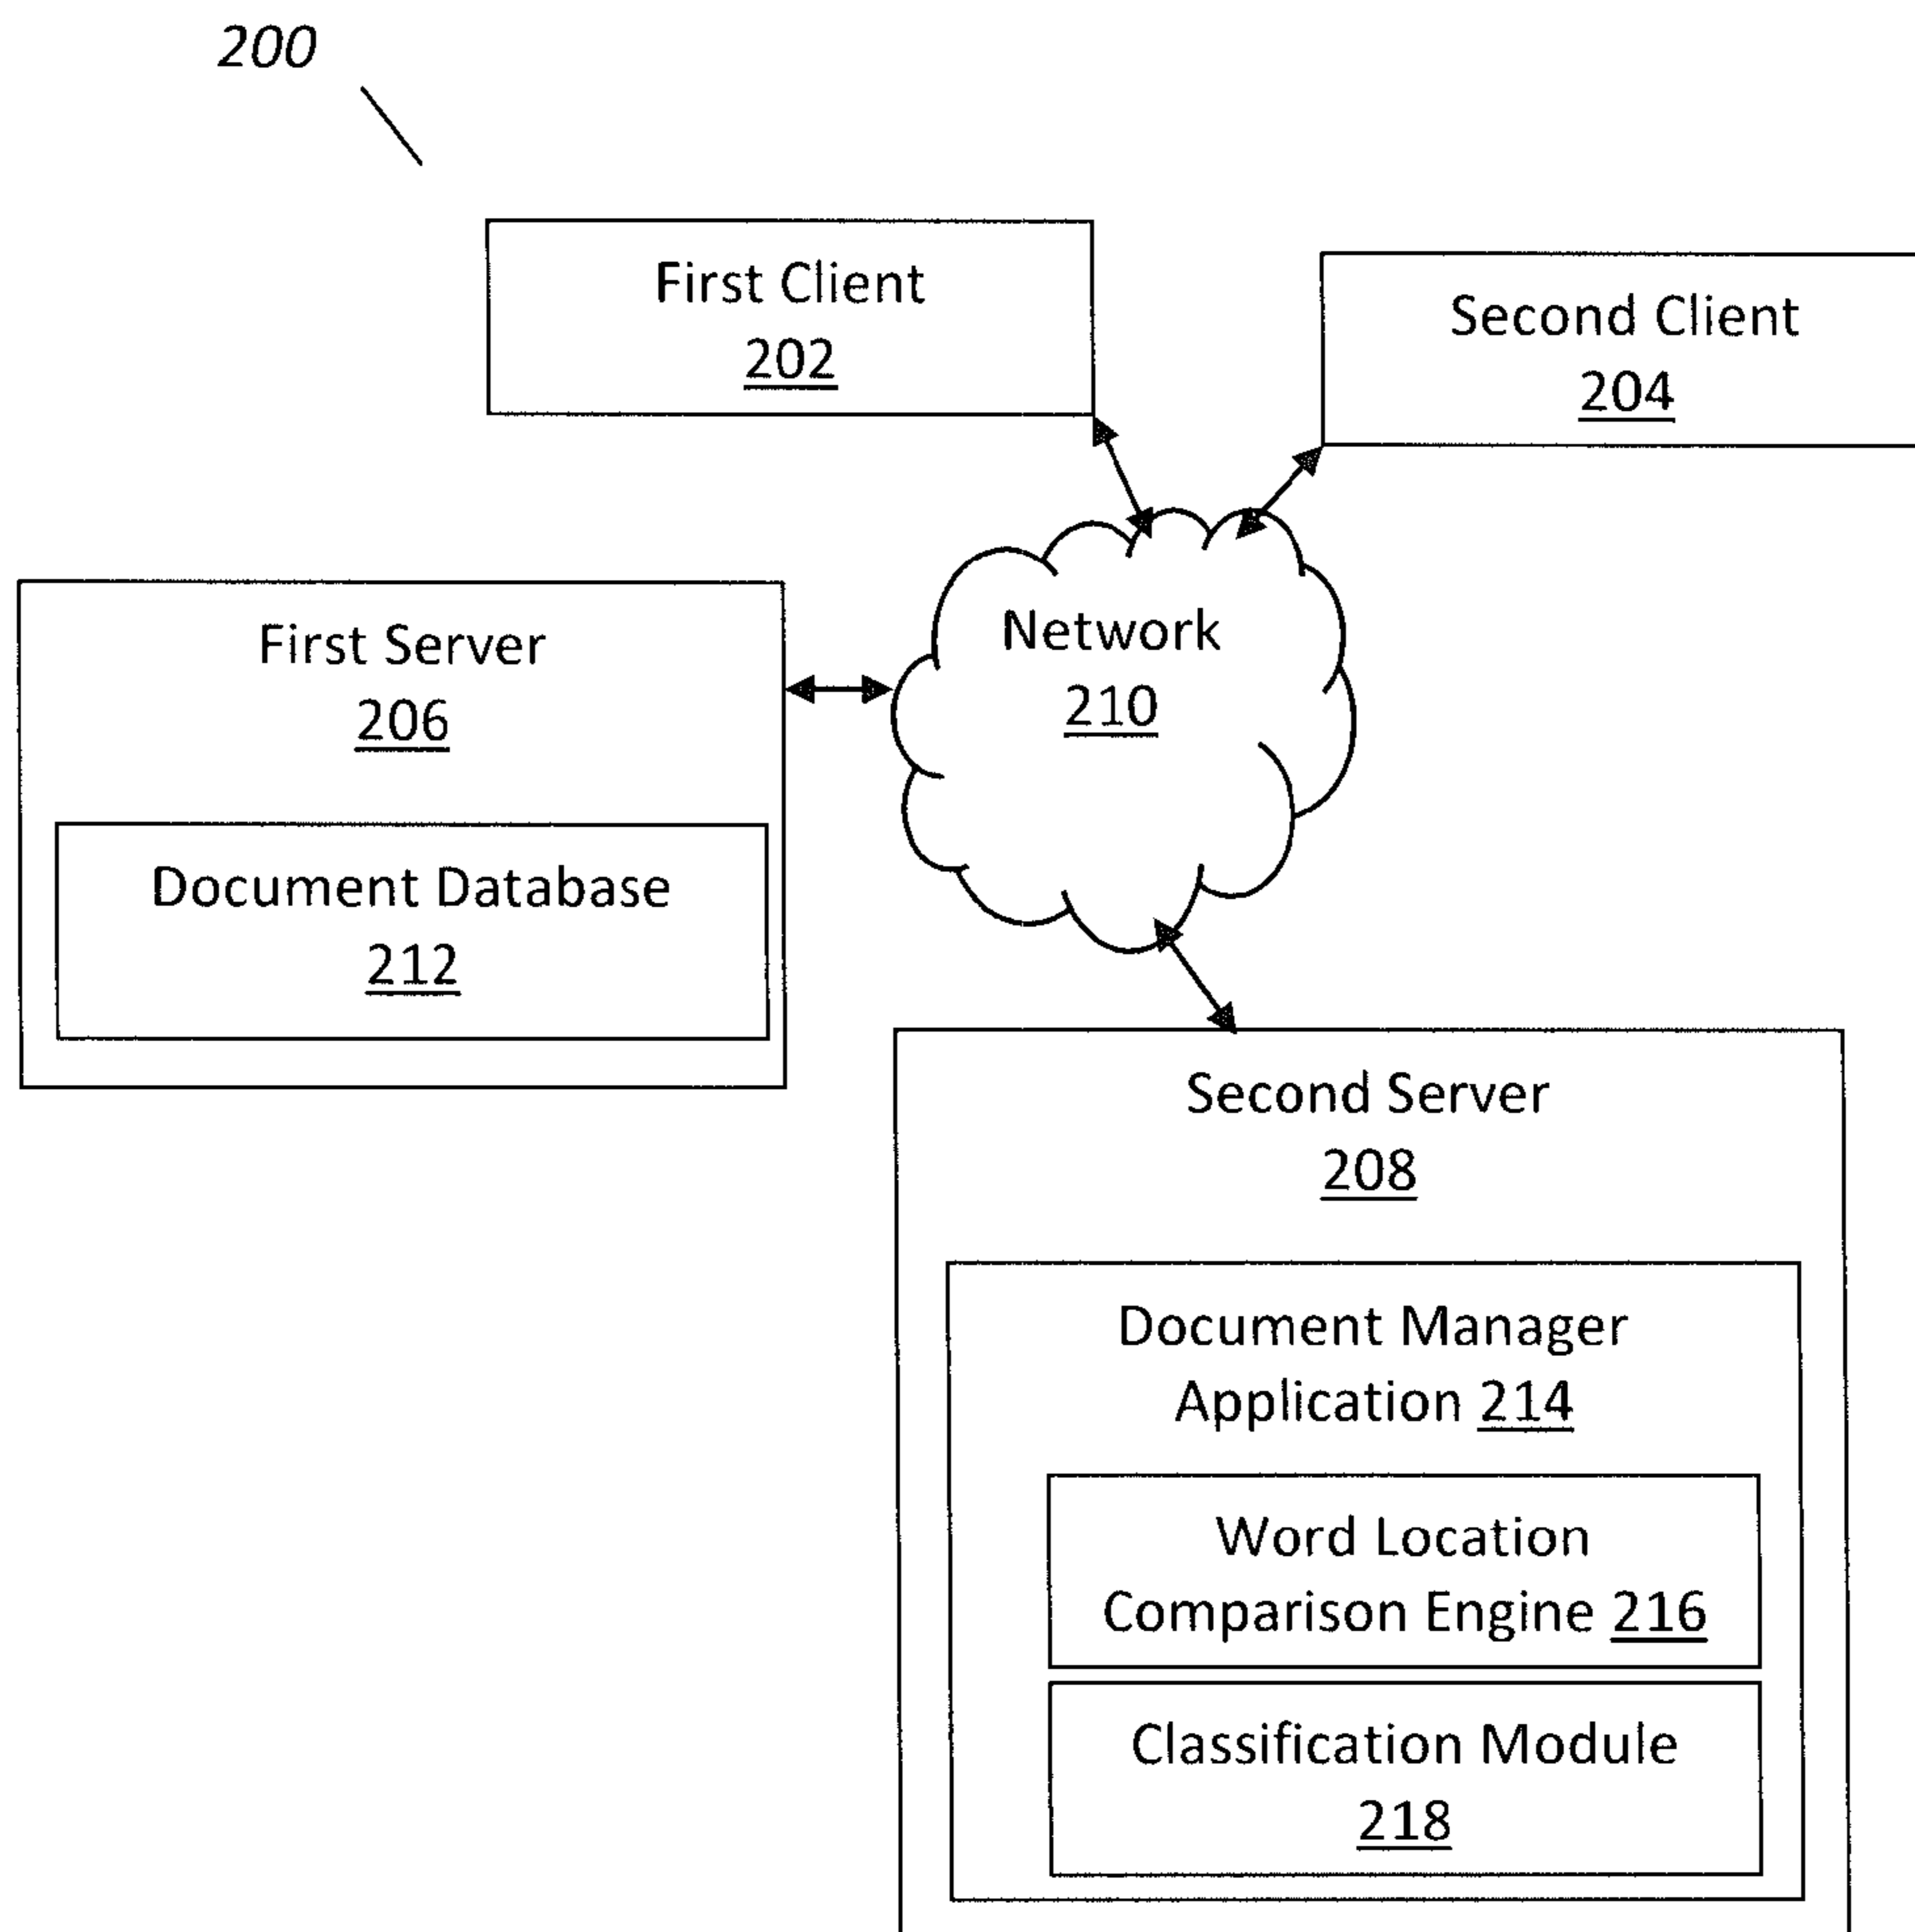 200
First Client
202
Second Client
204
Network
210
First Server
206
Document Database
212
Second Server
208
Document Manager
Application 214
Word Location
Comparison Engine 216
Classification Module
218